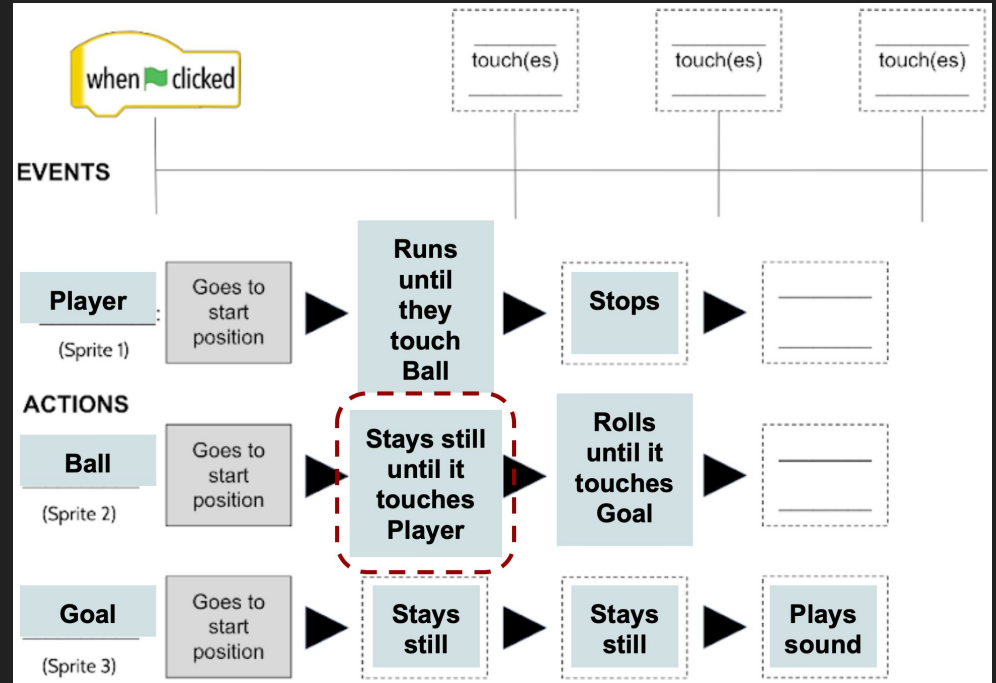 when clicked
touch(es)
touch(es)
touch(es)
EVENTS
Player
:
(Sprite 1)
Goes to
start
position
Runs
until
they
touch
Ball
Stops
ACTIONS
Ball
(Sprite 2)
Goes to
start
position
Stays still
until it
touches
Player
Rolls
until it
touches
Goal
Goal
(Sprite 3)
Goes to
start
position
Stays
still
Stays
still
Plays
sound